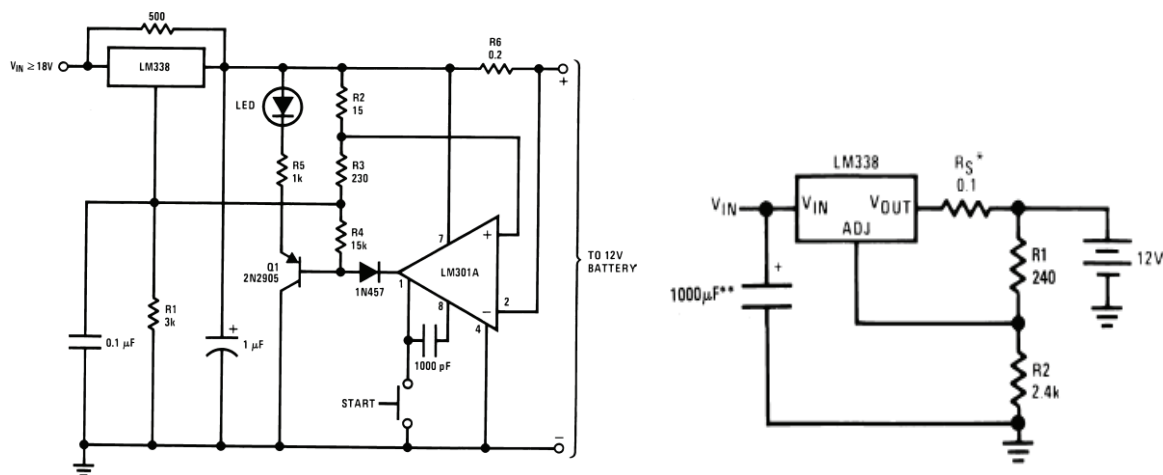 500
V_IN ≥ 18V
LM338
R6
0.2
+
LED
R2
15
R5
1k
R3
230
R4
15k
7
+
LM301A
Q1
2N2905
1N457
1
8
4
−
2
TO 12V
BATTERY
0.1 µF
R1
3k
+
1 µF
1000 pF
START
−
LM338
R_S*
0.1
V_IN
V_IN
V_OUT
ADJ
+
1000µF**
R1
240
12V
R2
2.4k